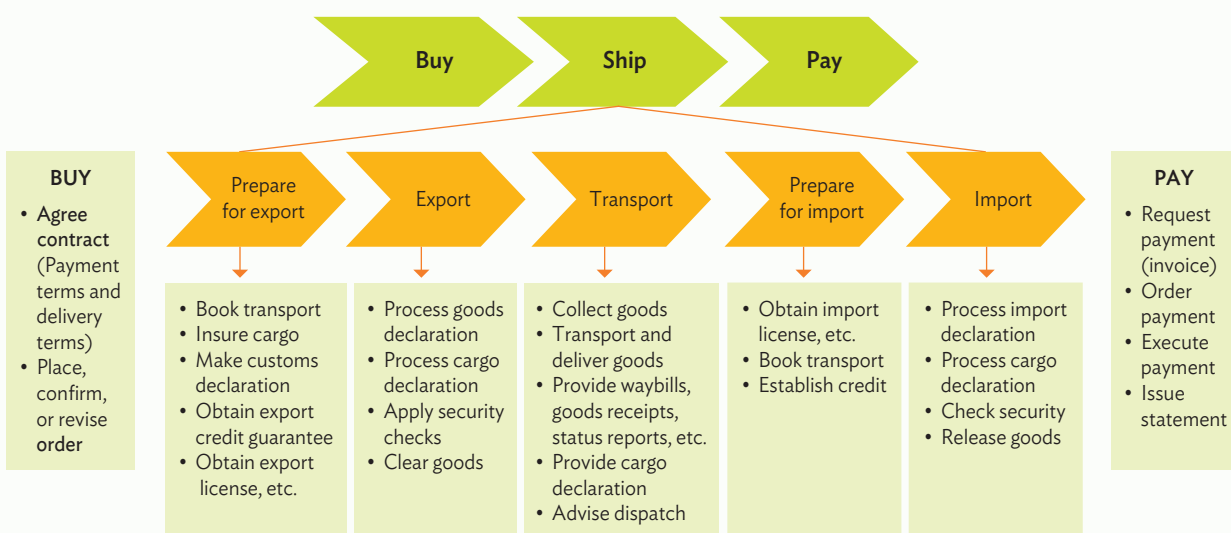 Buy
Ship
Pay
BUY
• Agree
contract
(Payment
terms and
delivery
terms)
• Place,
confirm,
or revise
order
Prepare
for export
• Book transport
• Insure cargo
• Make customs
declaration
• Obtain export
credit guarantee
• Obtain export
license, etc.
Export
• Process goods
declaration
• Process cargo
declaration
• Apply security
checks
• Clear goods
Transport
• Collect goods
• Transport and
deliver goods
• Provide waybills,
goods receipts,
status reports, etc.
• Provide cargo
declaration
• Advise dispatch
Prepare
for import
• Obtain import
license, etc.
• Book transport
• Establish credit
Import
• Process import
declaration
• Process cargo
declaration
• Check security
• Release goods
PAY
• Request
payment
(invoice)
• Order
payment
• Execute
payment
• Issue
statement